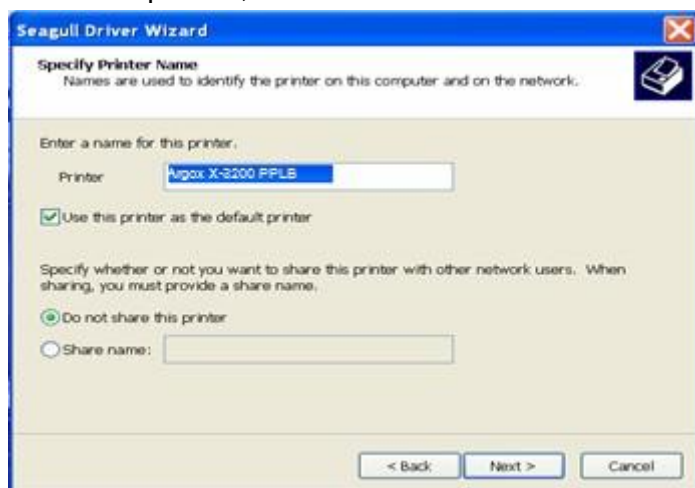 Seagull Driver Wizard
Specify Printer Name
Names are used to identify the printer on this computer and on the network.
Enter a name for this printer.
Printer
Argox X-3200 PPLB
Use this printer as the default printer
Specify whether or not you want to share this printer with other network users. When
sharing, you must provide a share name.
Do not share this printer
Share name:
< Back
Next >
Cancel